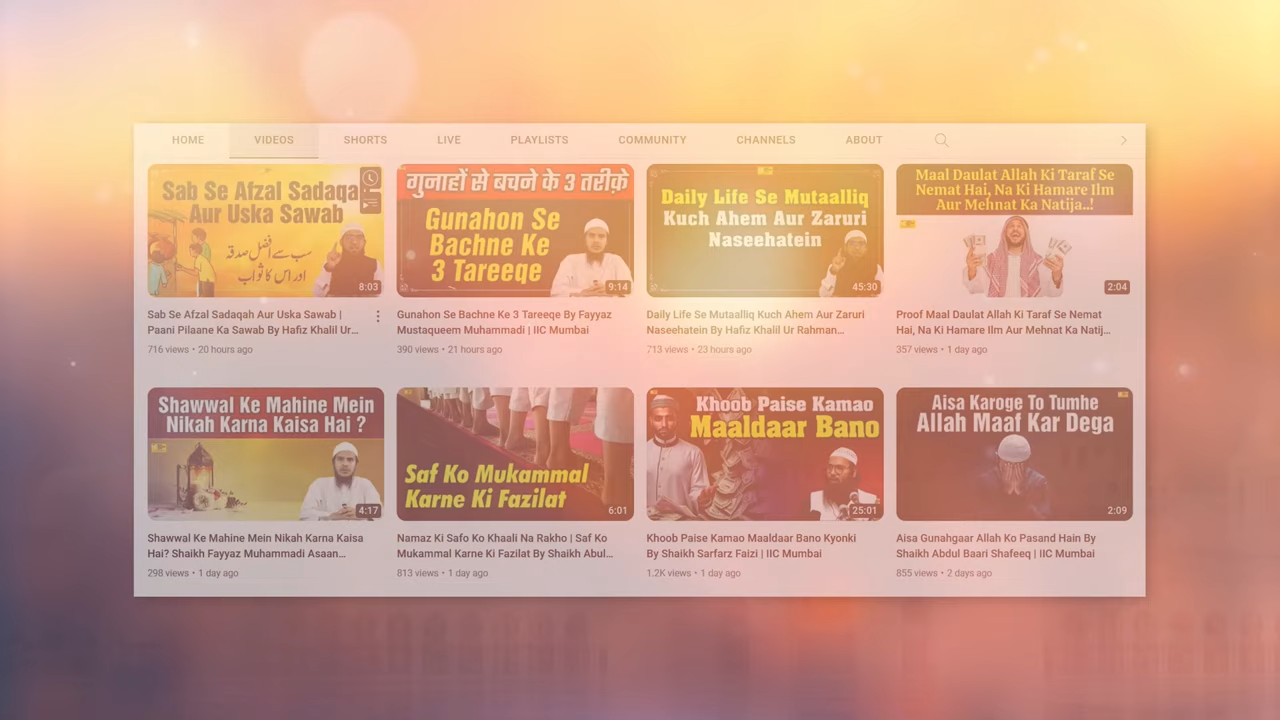 HOME VIDEOS SHORTS LIVE PLAYLISTS COMMUNITY CHANNELS ABOUT
Sab Se Afzal Sadaqa
Aur Uska Sawab
سب سے افضل صدقہ
اور اس کا ثواب
8:03
गुनाहों से बचने के 3 तरीक़े
Gunahon Se
Bachne Ke
3 Tareeqe
9:14
Daily Life Se Mutaalliq
Kuch Ahem Aur Zaruri
Naseehatein
45:30
Maal Daulat Allah Ki Taraf Se
Nemat Hai, Na Ki Hamare Ilm
Aur Mehnat Ka Natija..!
2:04
Sab Se Afzal Sadaqah Aur Uska Sawab |
Paani Pilaane Ka Sawab By Hafiz Khalil Ur...
716 views • 20 hours ago
Gunahon Se Bachne Ke 3 Tareeqe By Fayyaz
Mustaqeem Muhammadi | IIC Mumbai
390 views • 21 hours ago
Daily Life Se Mutaalliq Kuch Ahem Aur Zaruri
Naseehatein By Hafiz Khalil Ur Rahman...
713 views • 23 hours ago
Proof Maal Daulat Allah Ki Taraf Se Nemat
Hai, Na Ki Hamare Ilm Aur Mehnat Ka Natij...
357 views • 1 day ago
Shawwal Ke Mahine Mein
Nikah Karna Kaisa Hai ?
4:17
Saf Ko Mukammal
Karne Ki Fazilat
6:01
Khoob Paise Kamao
Maaldaar Bano
25:01
Aisa Karoge To Tumhe
Allah Maaf Kar Dega
2:09
Shawwal Ke Mahine Mein Nikah Karna Kaisa
Hai? Shaikh Fayyaz Muhammadi Asaan...
298 views • 1 day ago
Namaz Ki Safo Ko Khaali Na Rakho | Saf Ko
Mukammal Karne Ki Fazilat By Shaikh Abul...
813 views • 1 day ago
Khoob Paise Kamao Maaldaar Bano Kyonki
By Shaikh Sarfarz Faizi | IIC Mumbai
1.2K views • 1 day ago
Aisa Gunahgaar Allah Ko Pasand Hain By
Shaikh Abdul Baari Shafeeq | IIC Mumbai
855 views • 2 days ago